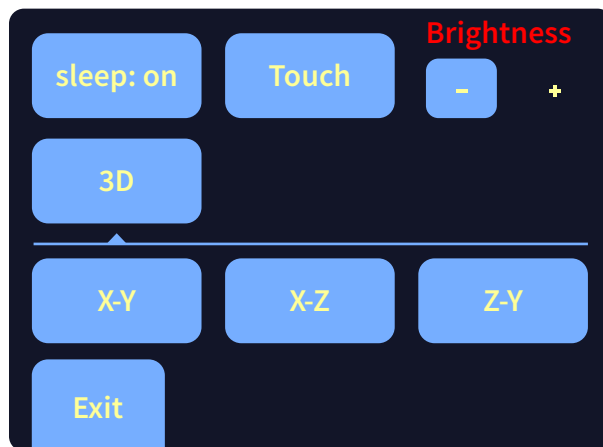 Brightness
sleep: on
Touch
-
+
3D
X-Y
X-Z
Z-Y
Exit